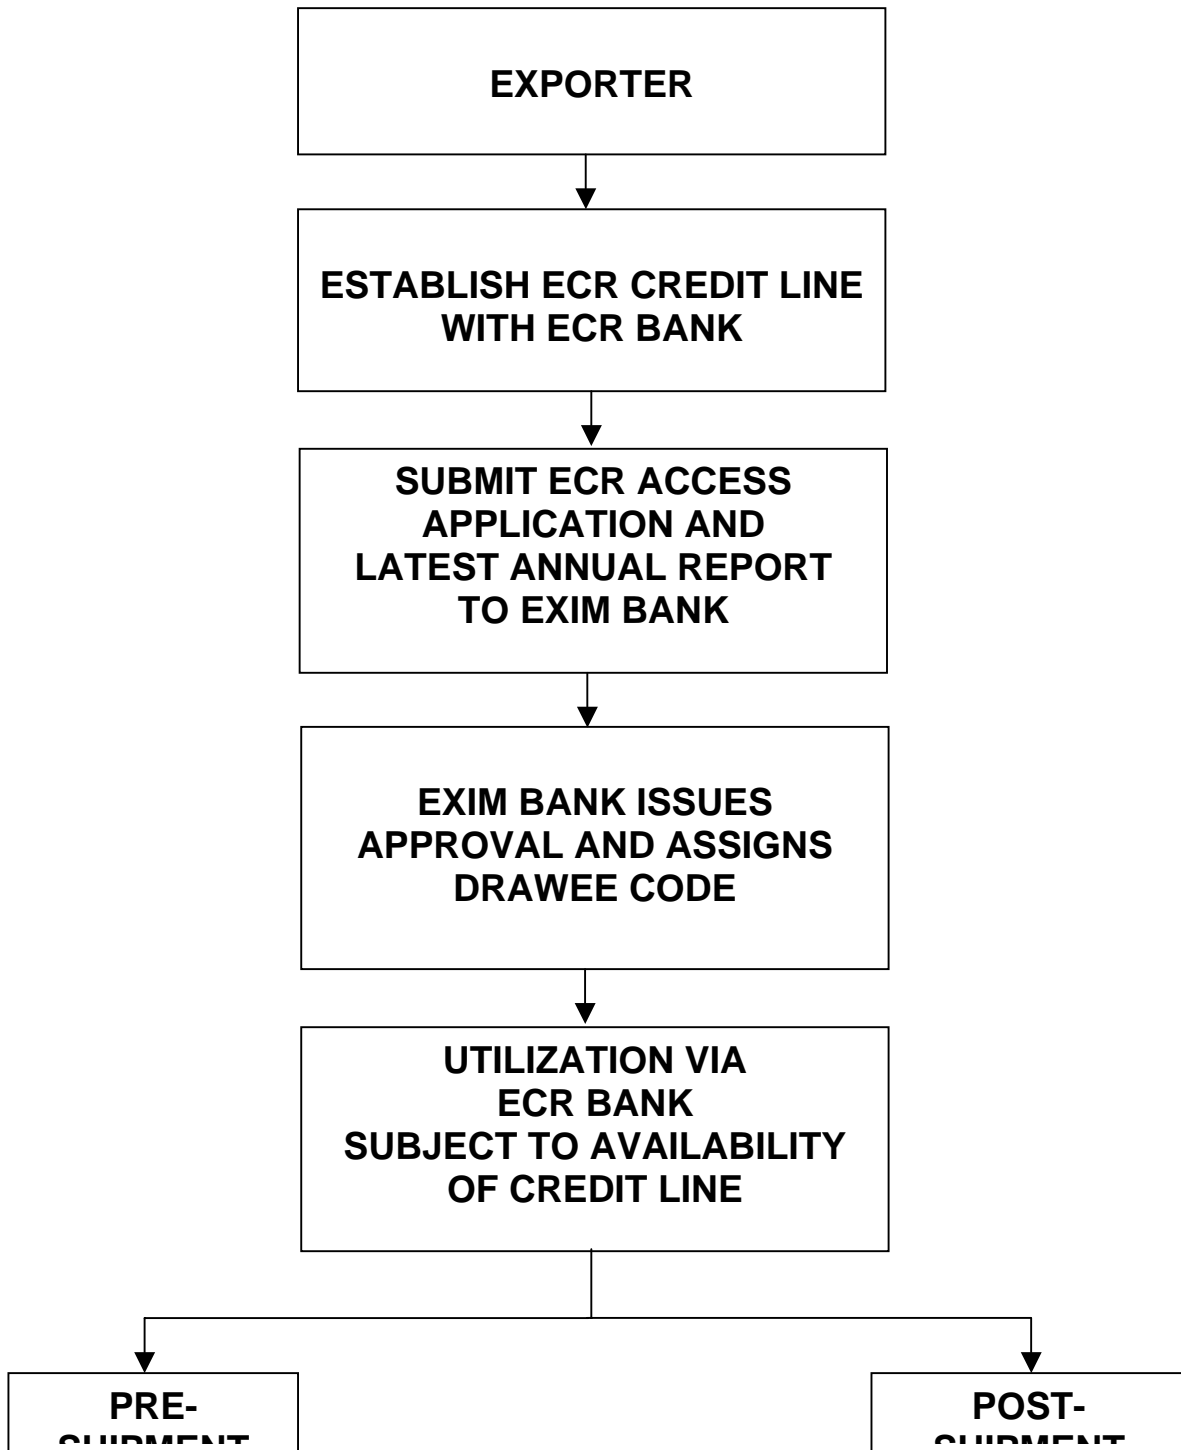 EXPORTER
ESTABLISH ECR CREDIT LINE
WITH ECR BANK
SUBMIT ECR ACCESS
APPLICATION AND
LATEST ANNUAL REPORT
TO EXIM BANK
EXIM BANK ISSUES
APPROVAL AND ASSIGNS
DRAWEE CODE
UTILIZATION VIA
ECR BANK
SUBJECT TO AVAILABILITY
OF CREDIT LINE
PRE-
SHIPMENT
POST-
SHIPMENT